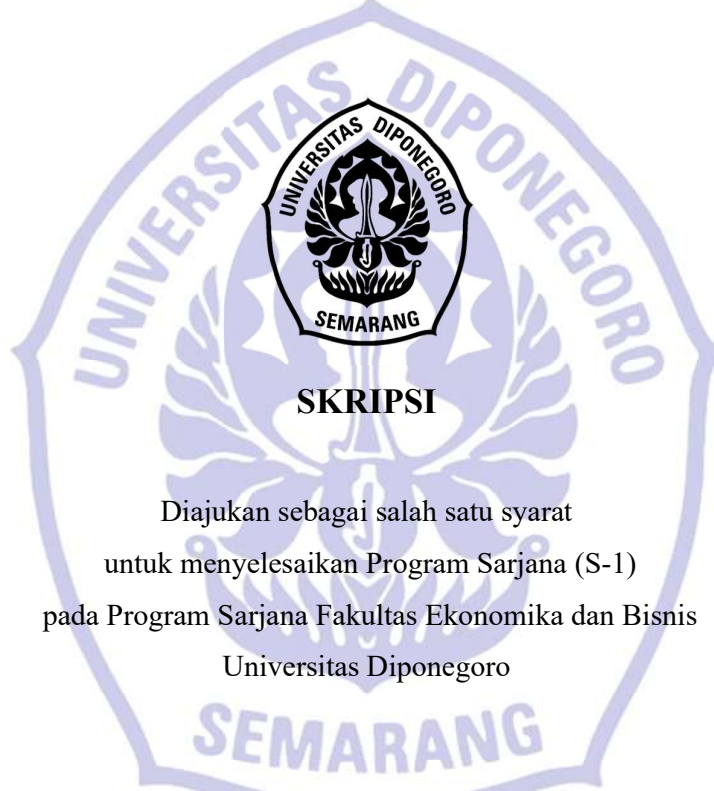 UNIVERSITAS DIPONEGORO
UNIVERSITAS DIPONEGORO
SEMARANG
SKRIPSI
Diajukan sebagai salah satu syarat
untuk menyelesaikan Program Sarjana (S-1)
pada Program Sarjana Fakultas Ekonomika dan Bisnis
Universitas Diponegoro
SEMARANG